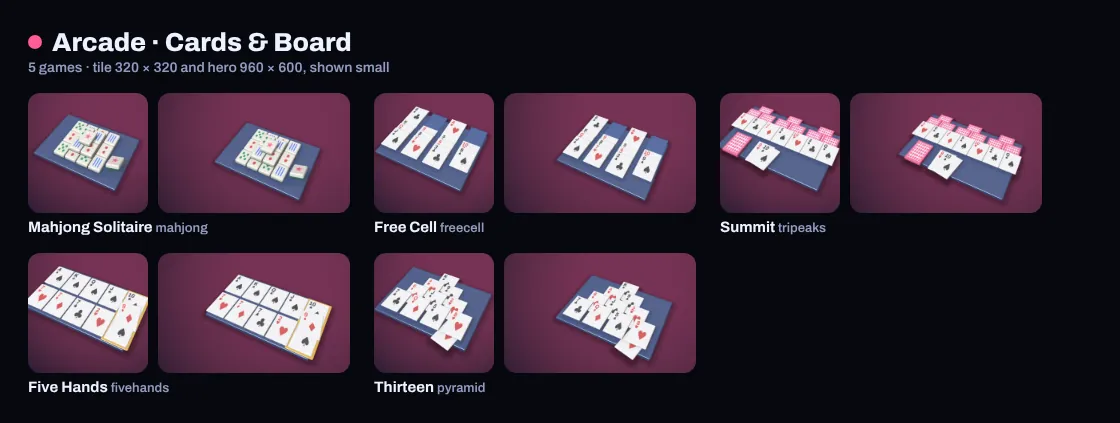 Arcade · Cards & Board
5 games · tile 320 × 320 and hero 960 × 600, shown small
Mahjong Solitaire mahjong
Free Cell freecell
Summit tripeaks
Five Hands fivehands
Thirteen pyramid